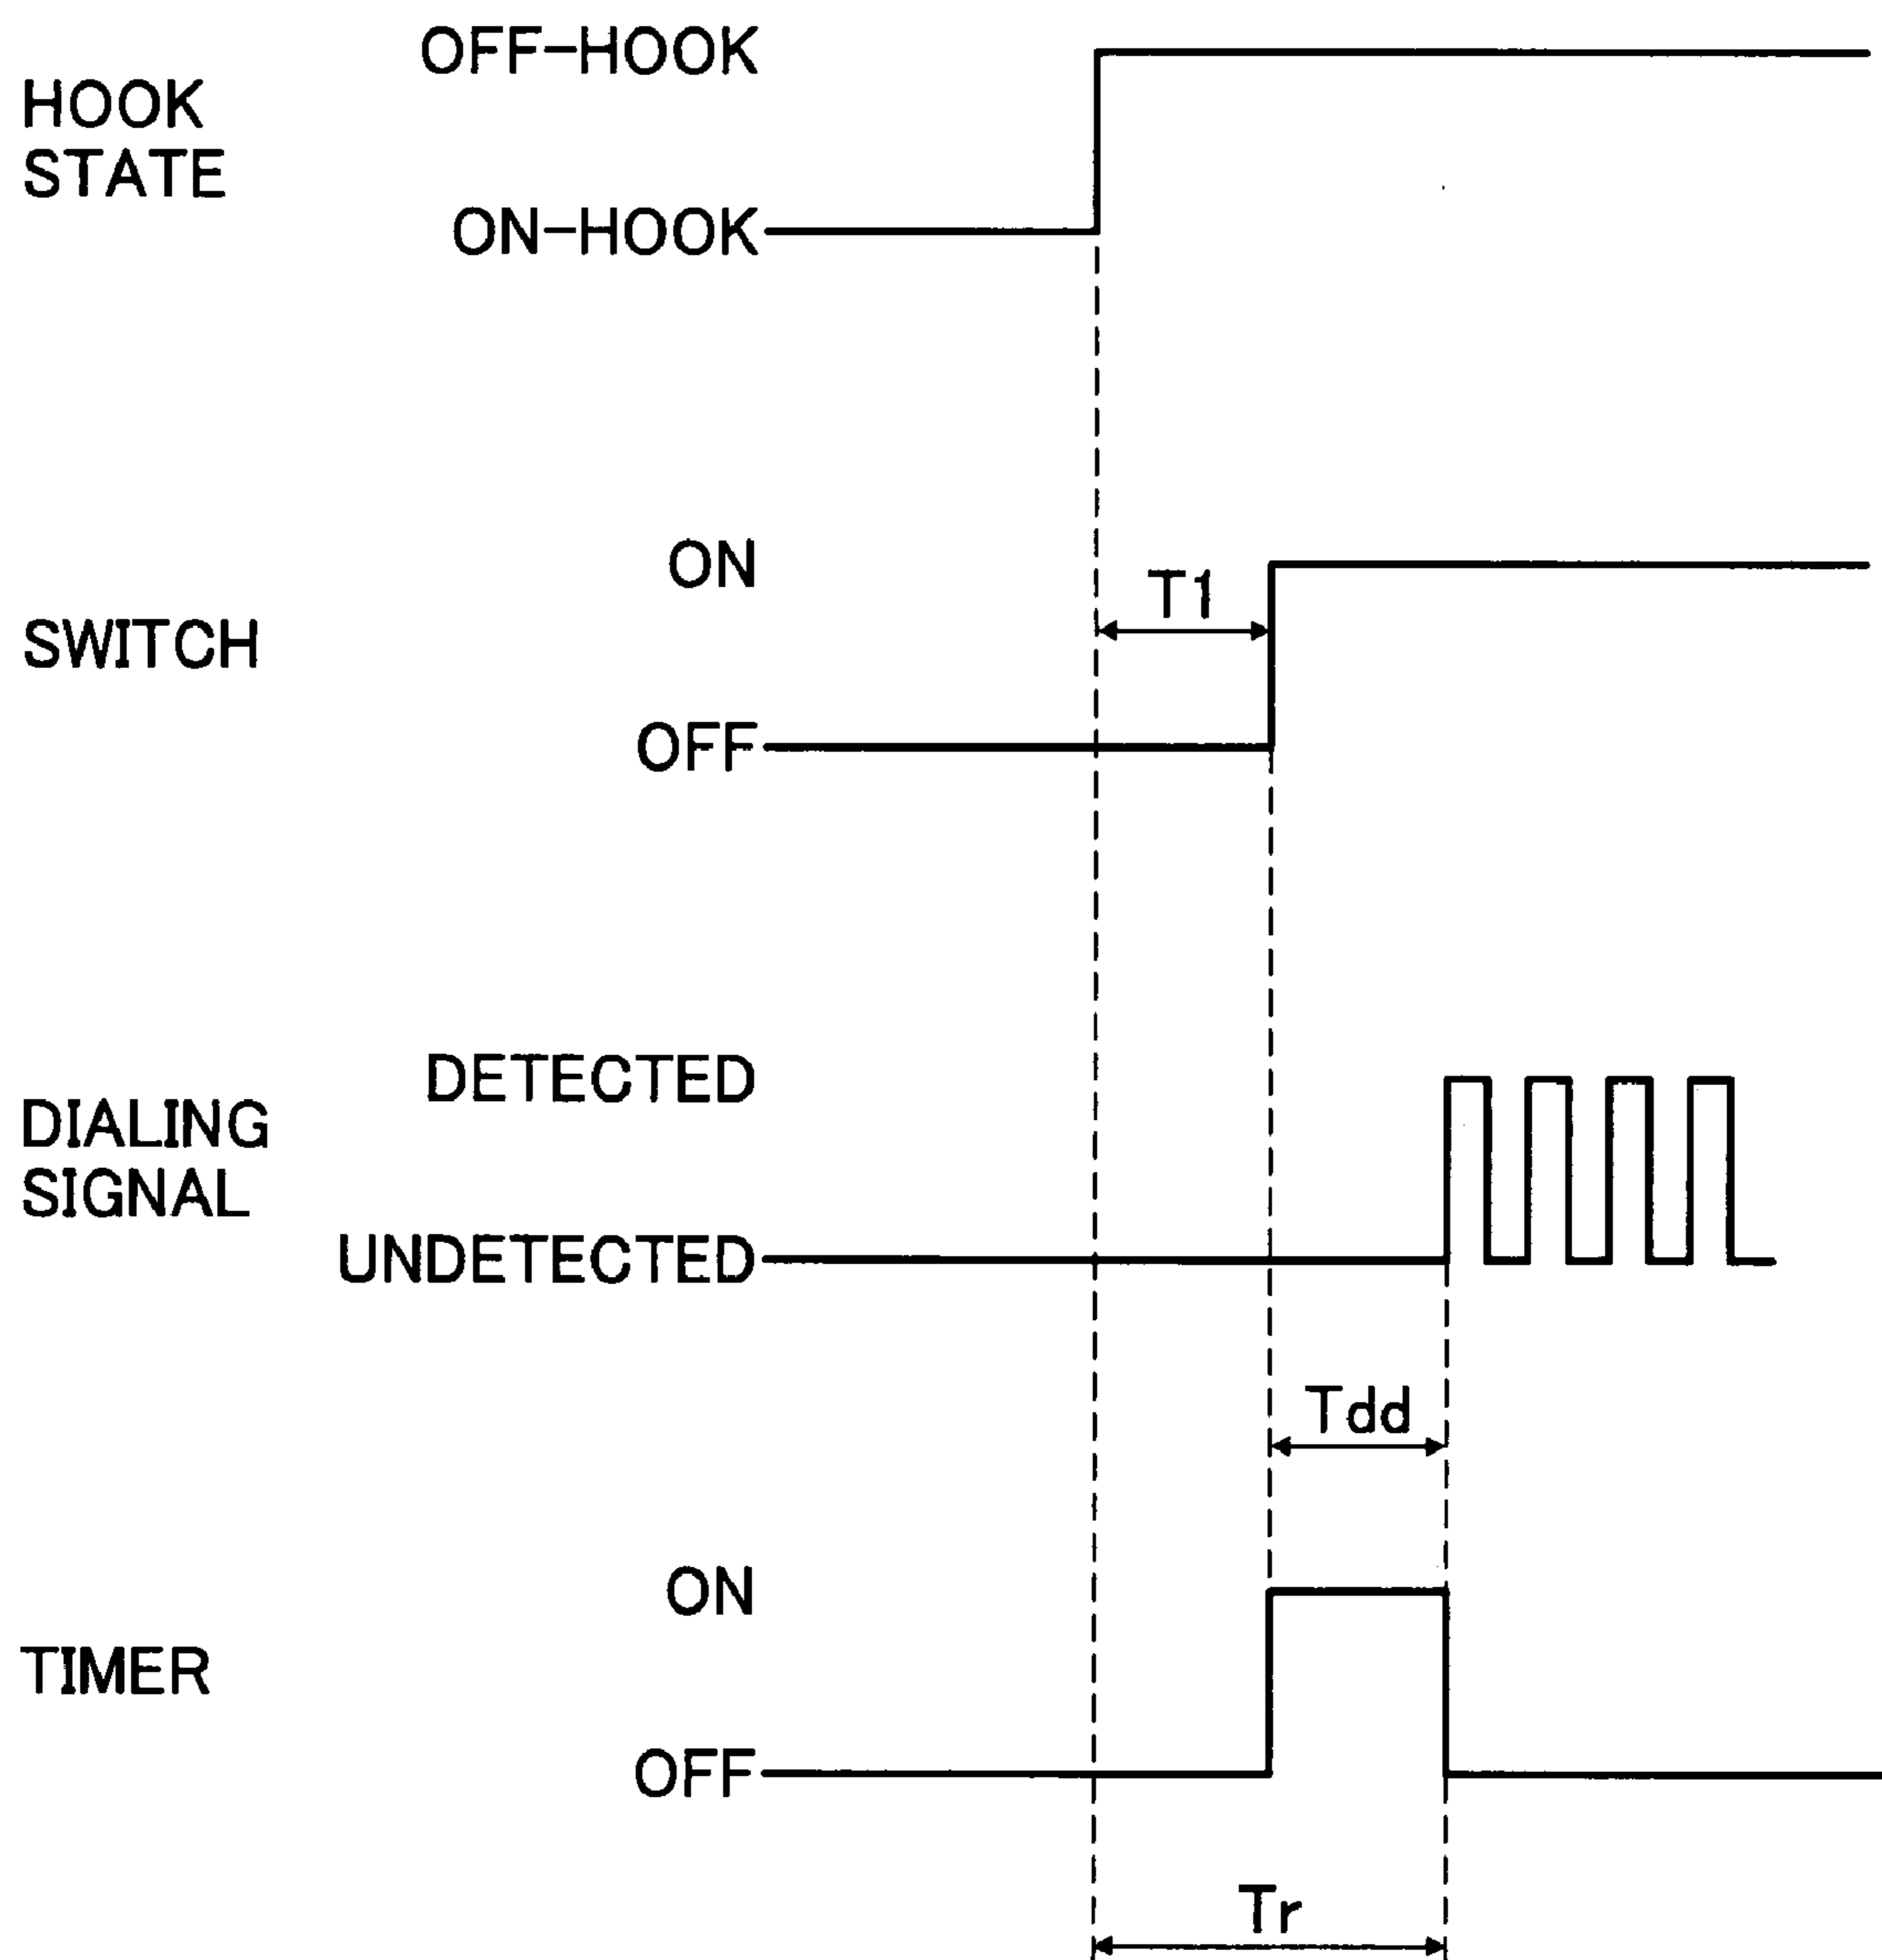 OFF-HOOK
HOOK
STATE
ON-HOOK
ON
T1
SWITCH
OFF
DETECTED
DIALING
SIGNAL
UNDETECTED
Tdd
ON
TIMER
OFF
Tr